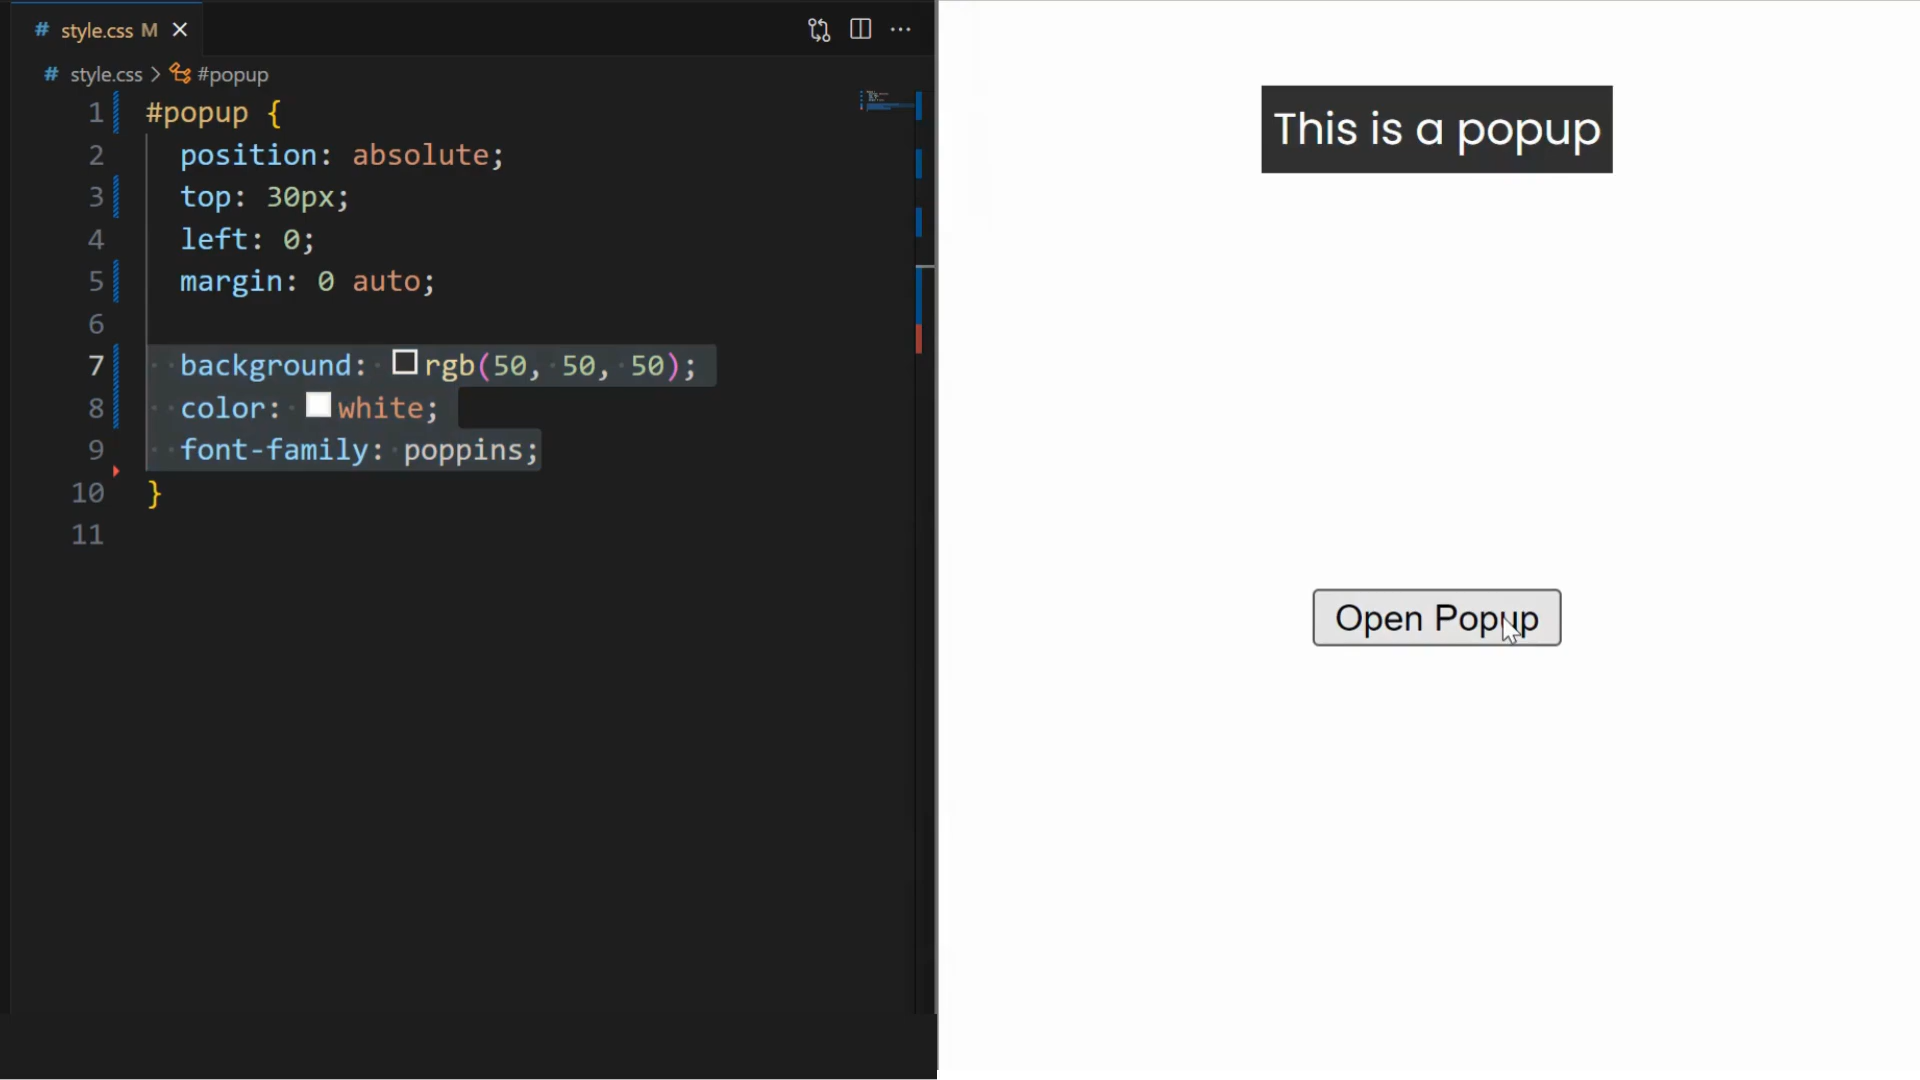 # style.css M
# style.css > #popup
1 #popup {
2 position: absolute;
3 top: 30px;
4 left: 0;
5 margin: 0 auto;
6
7 background: rgb(50, 50, 50);
8 color: white;
9 font-family: poppins;
10 }
11
This is a popup
Open Popup